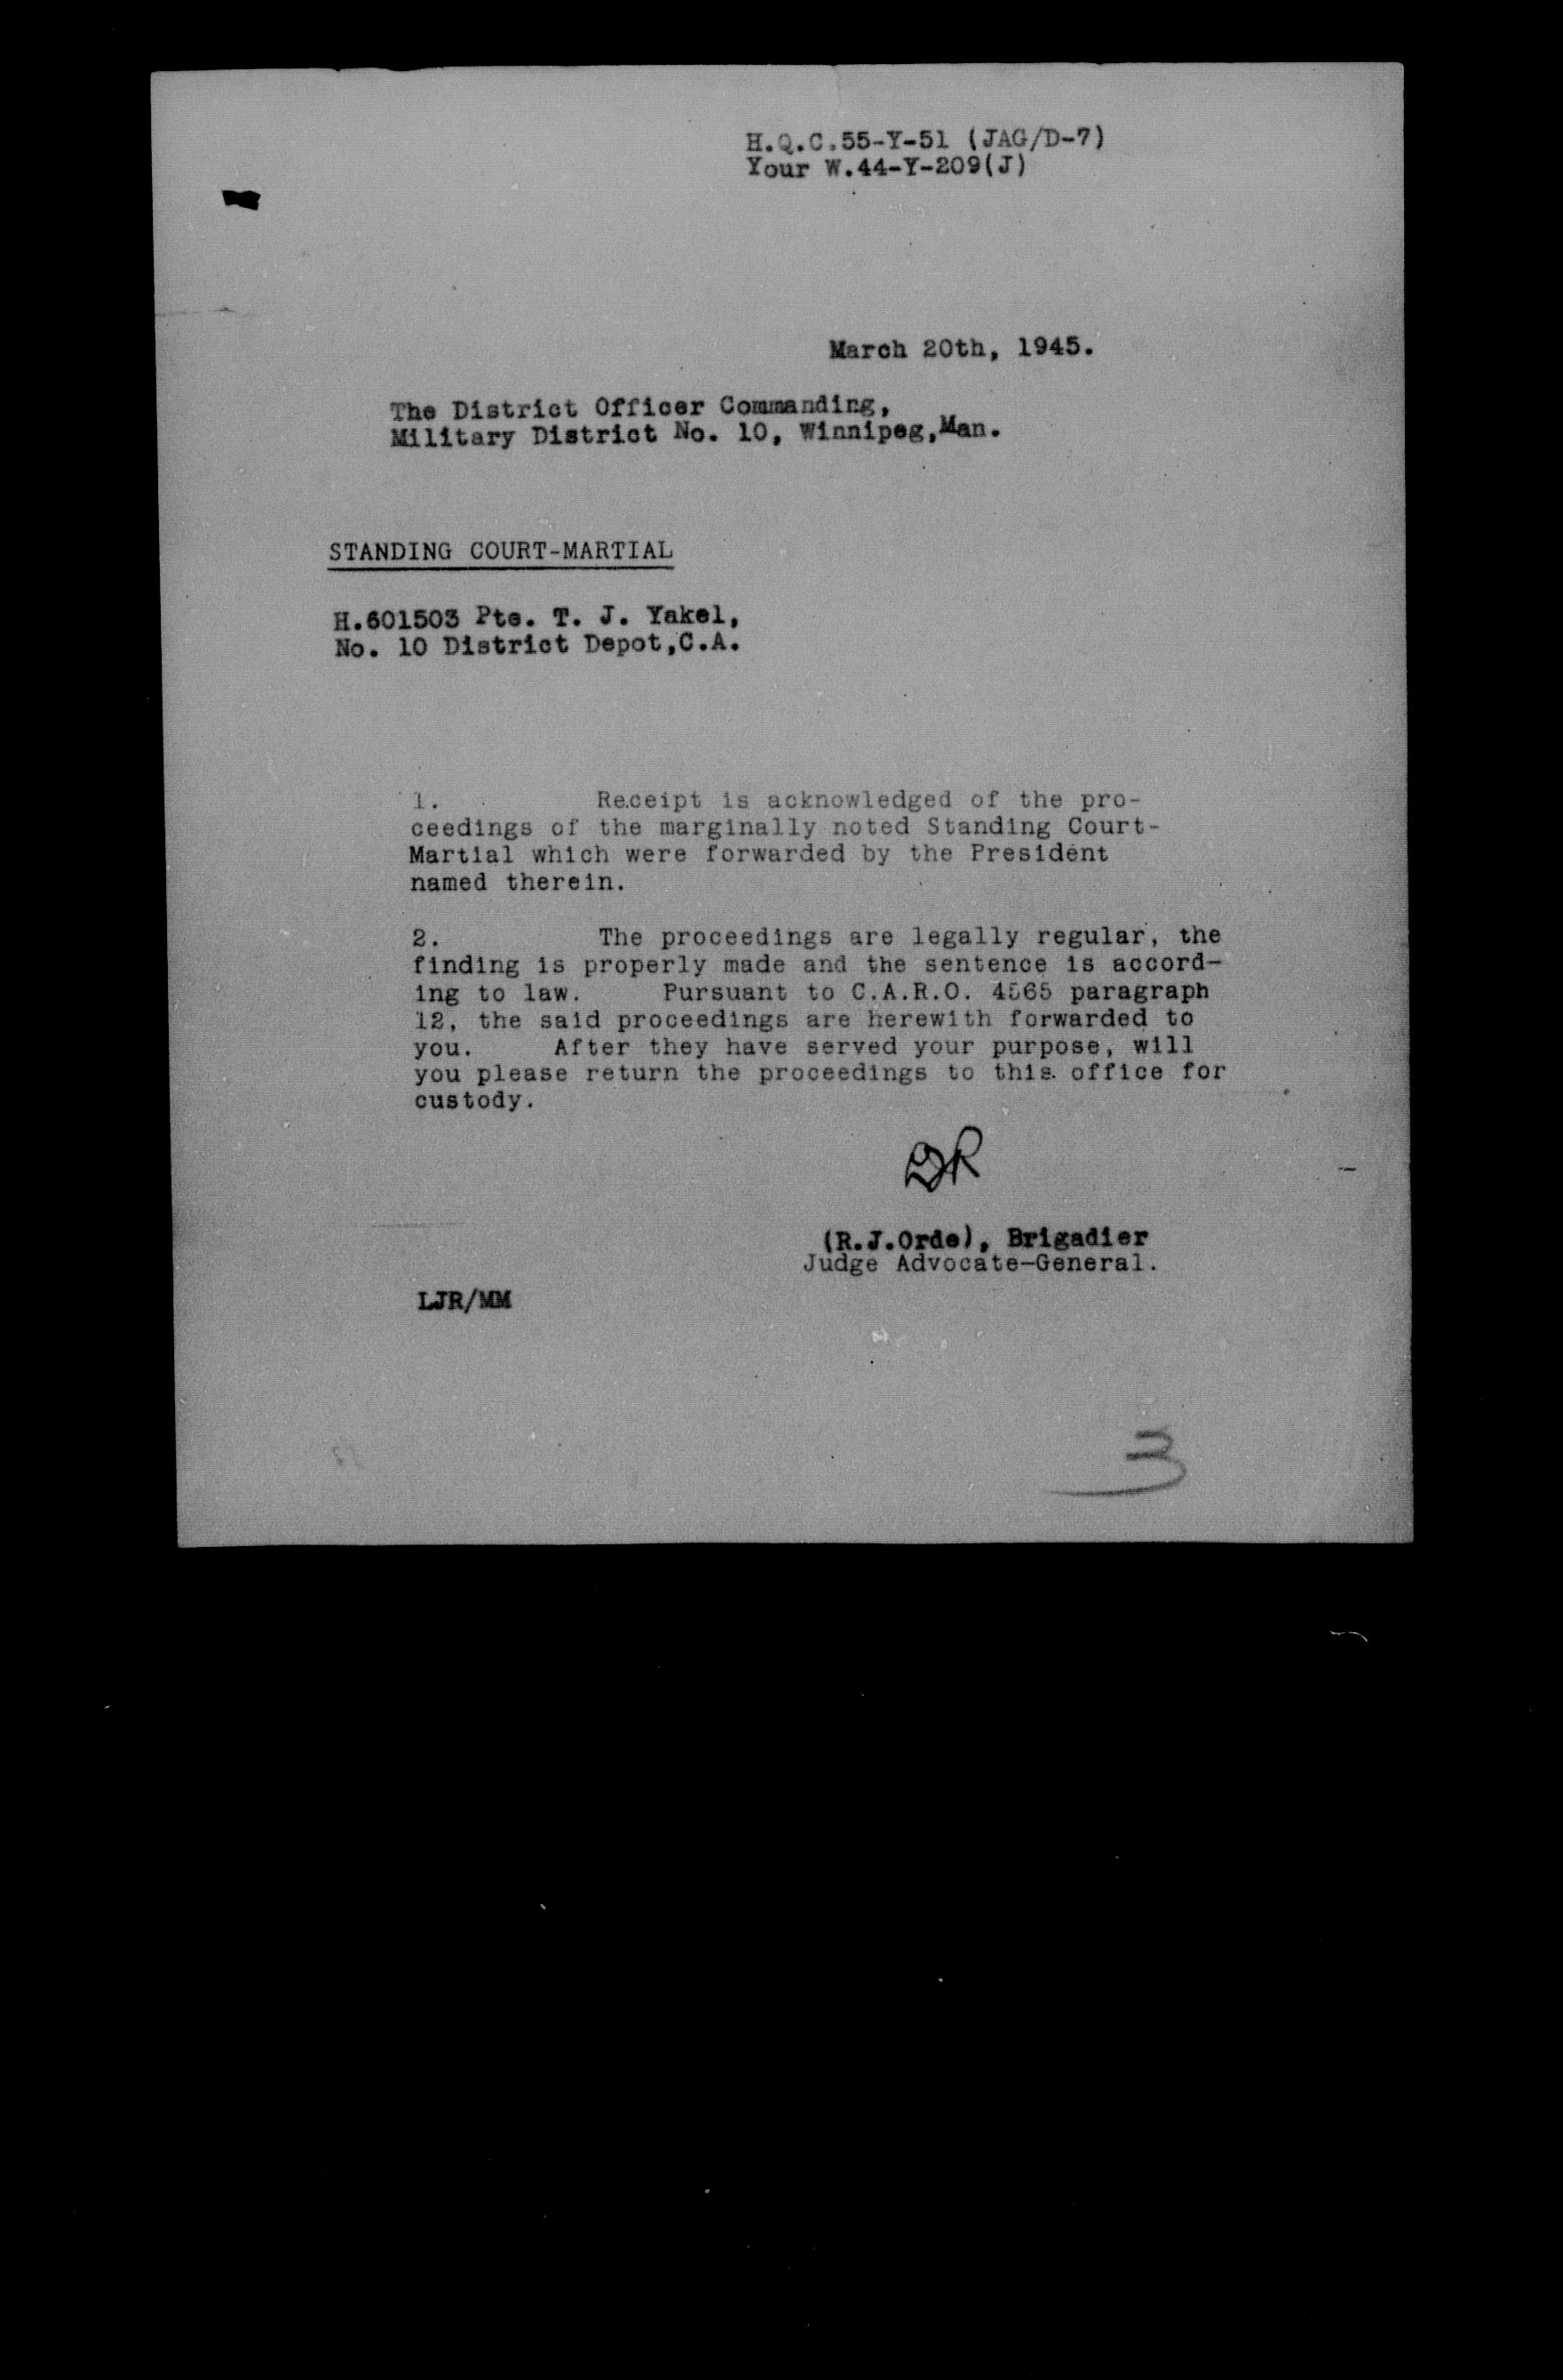 H.Q.C.55-Y-51 (JAG/D-7)
Your W.44-Y-209(J)
March 20th, 1945.
The District Officer Commanding,
Military District No. 10, Winnipeg,Man.
STANDING COURT-MARTIAL
H.601503 Pte. T. J. Yakel,
No. 10 District Depot,C.A.
1. Receipt is acknowledged of the pro-
ceedings of the marginally noted Standing Court-
Martial which were forwarded by the President
named therein.
2. The proceedings are legally regular, the
finding is properly made and the sentence is accord-
ing to law. Pursuant to C.A.R.O. 4565 paragraph
12, the said proceedings are herewith forwarded to
you. After they have served your purpose, will
you please return the proceedings to this office for
custody.
(R.J.Orde), Brigadier
Judge Advocate-General.
LJR/MM
3